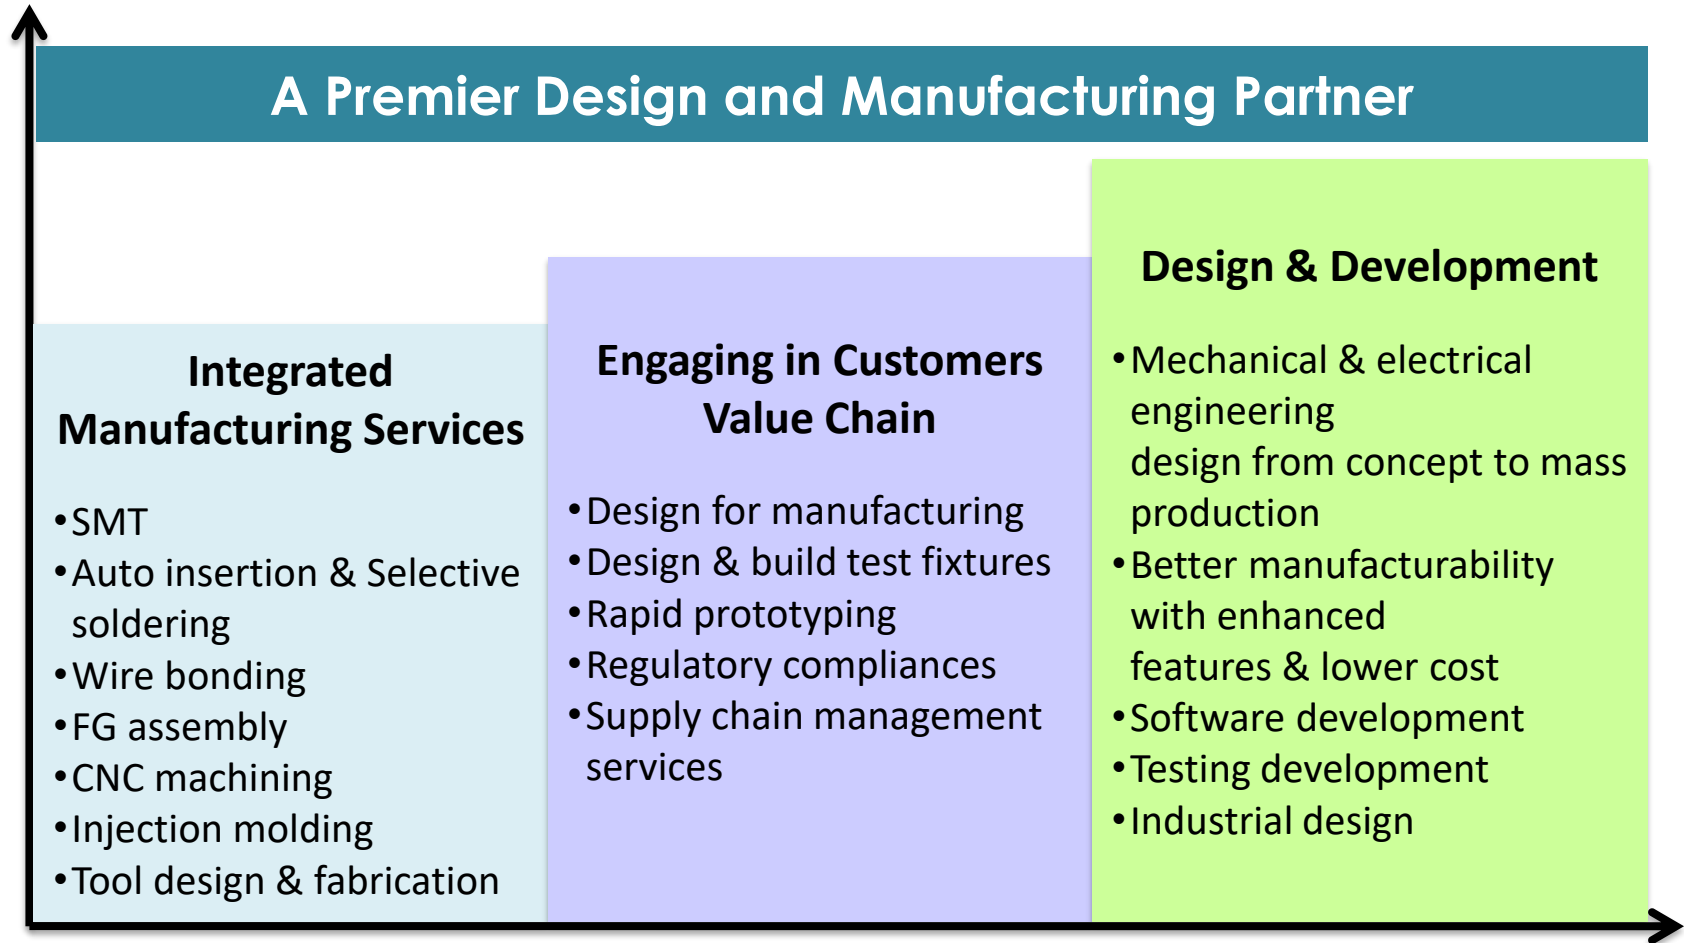 A Premier Design and Manufacturing Partner
Integrated
Manufacturing Services
•SMT
•Auto insertion & Selective
soldering
•Wire bonding
•FG assembly
•CNC machining
•Injection molding
•Tool design & fabrication
Engaging in Customers
Value Chain
•Design for manufacturing
•Design & build test fixtures
•Rapid prototyping
•Regulatory compliances
•Supply chain management
services
Design & Development
•Mechanical & electrical
engineering
design from concept to mass
production
•Better manufacturability
with enhanced
features & lower cost
•Software development
•Testing development
•Industrial design